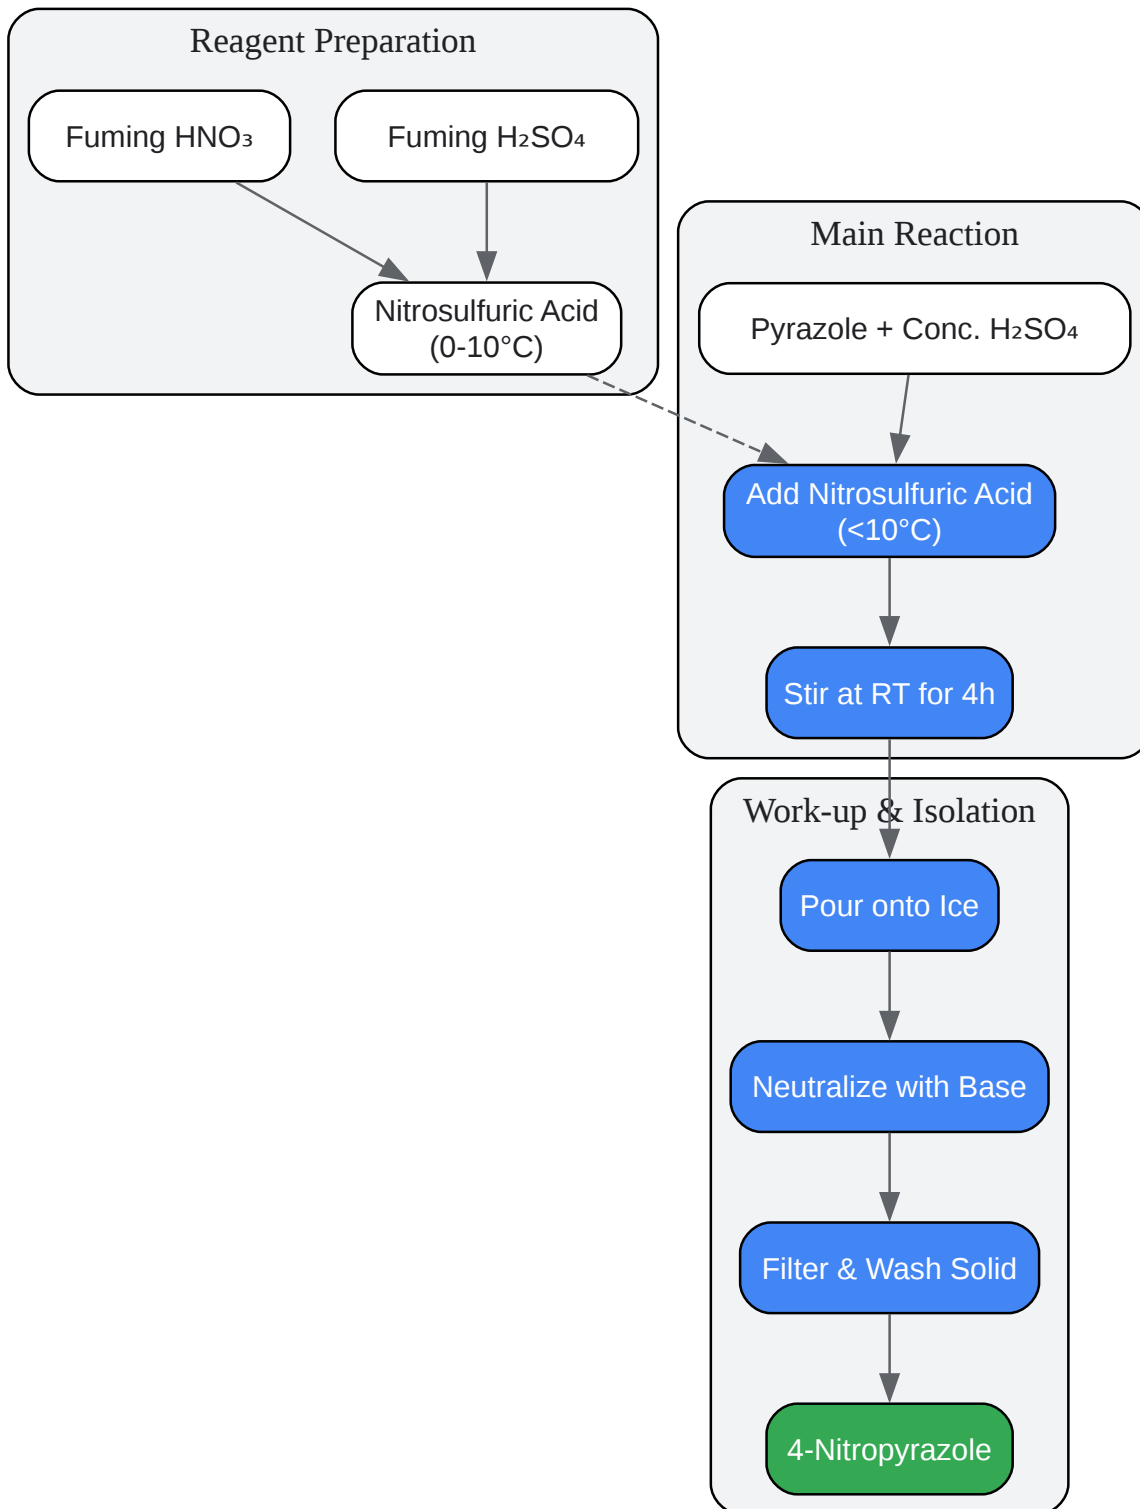 Reagent Preparation
Fuming HNO₃
Fuming H₂SO₄
Nitrosulfuric Acid
(0-10°C)
Main Reaction
Pyrazole + Conc. H₂SO₄
Add Nitrosulfuric Acid
(<10°C)
Stir at RT for 4h
Work-up & Isolation
Pour onto Ice
Neutralize with Base
Filter & Wash Solid
4-Nitropyrazole